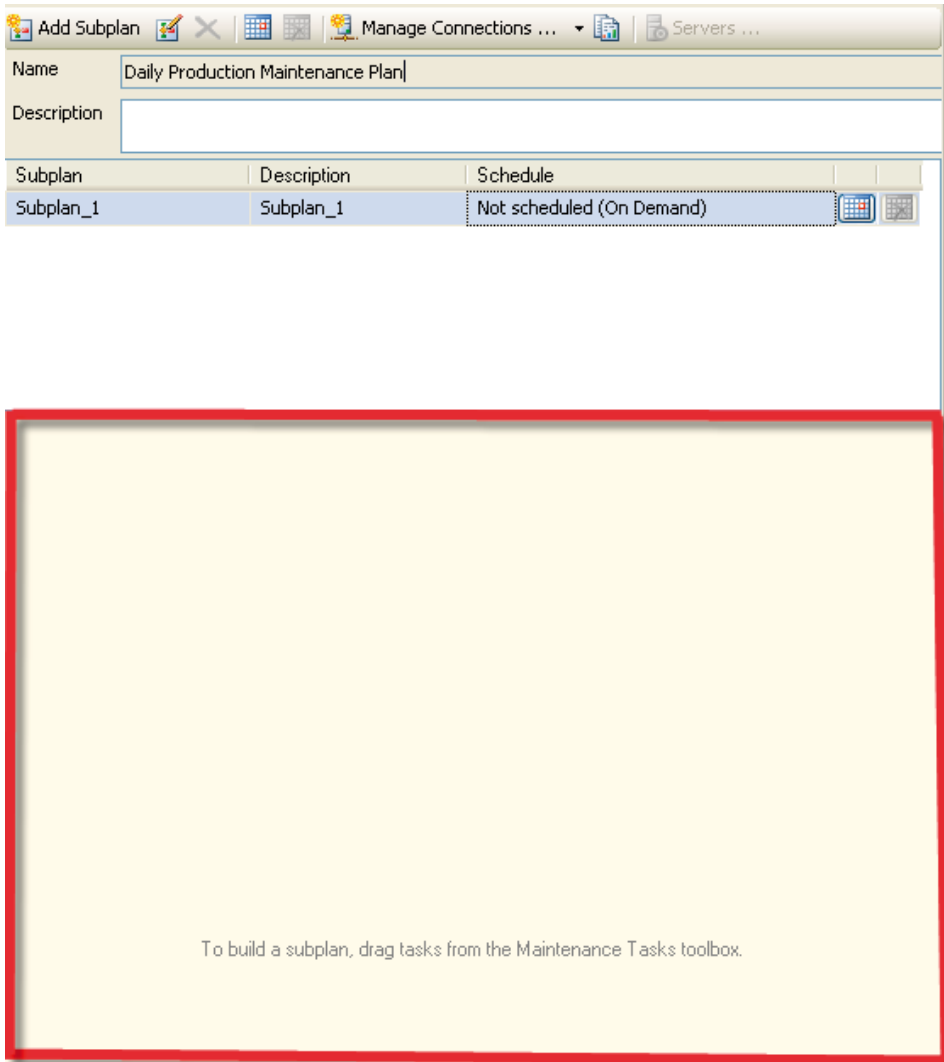 Add Subplan Manage Connections ... Servers ...
Name Daily Production Maintenance Plan
Description
Subplan Description Schedule
Subplan_1 Subplan_1 Not scheduled (On Demand)
To build a subplan, drag tasks from the Maintenance Tasks toolbox.